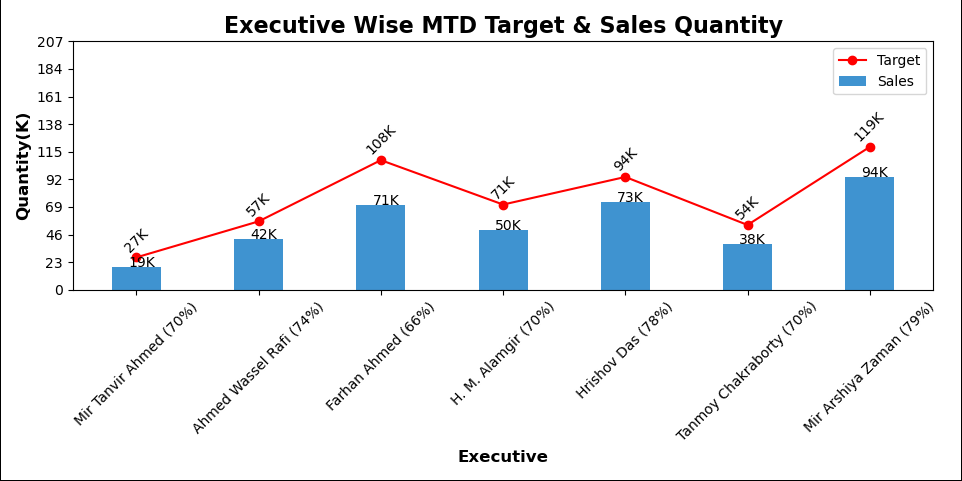 Executive Wise MTD Target & Sales Quantity
Quantity(K)
207
184
161
138
115
92
69
46
23
0
Target
Sales
27K
57K
108K
71K
94K
54K
119K
19K
42K
71K
50K
73K
38K
94K
Mir Tanvir Ahmed (70%)
Ahmed Wassel Rafi (74%)
Farhan Ahmed (66%)
H. M. Alamgir (70%)
Hrishov Das (78%)
Tanmoy Chakraborty (70%)
Mir Arshiya Zaman (79%)
Executive